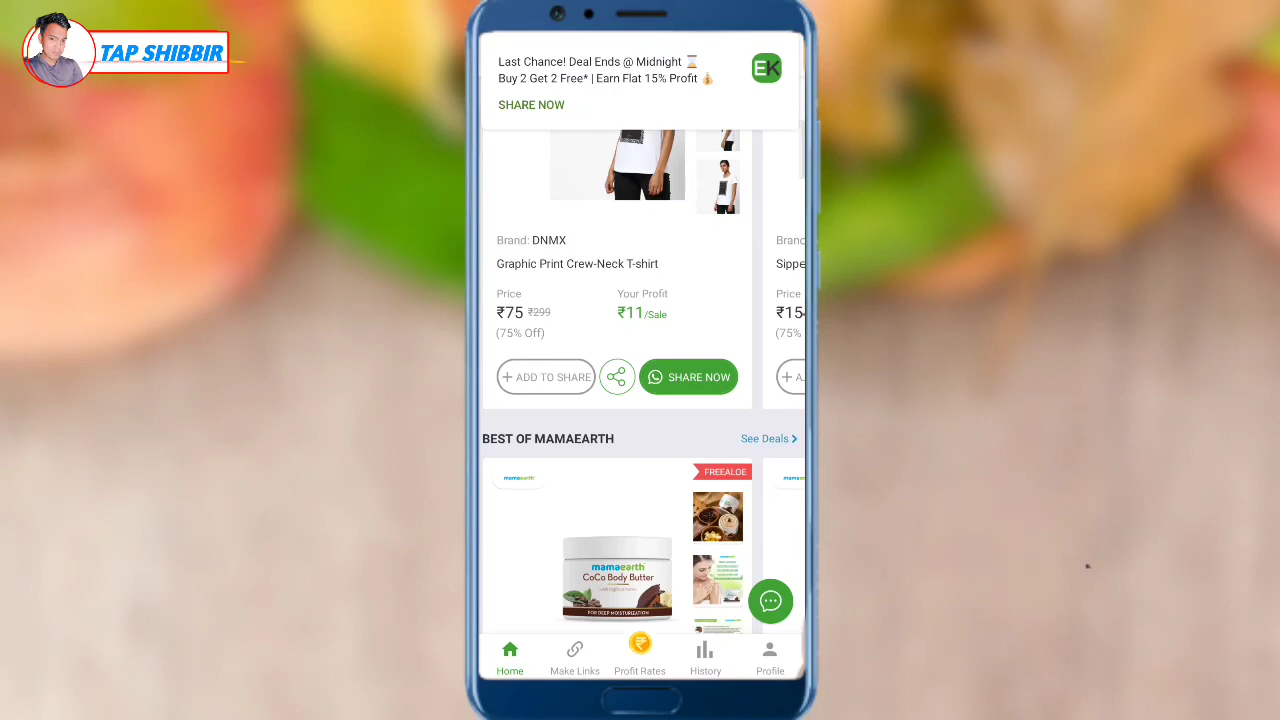 TAP SHIBBIR
Last Chance! Deal Ends @ Midnight ⌛
Buy 2 Get 2 Free* | Earn Flat 15% Profit 💰
EK
SHARE NOW
Brand: DNMX
Graphic Print Crew-Neck T-shirt
Price
Your Profit
₹75 ₹299
₹11/Sale
(75% Off)
+ ADD TO SHARE
SHARE NOW
Price
(75%
BEST OF MAMAEARTH
See Deals
mamaearth
FREEALOE
mamaearth
CoCo Body Butter
FOR DEEP MOISTURIZATION
Home
Make Links
Profit Rates
History
Profile